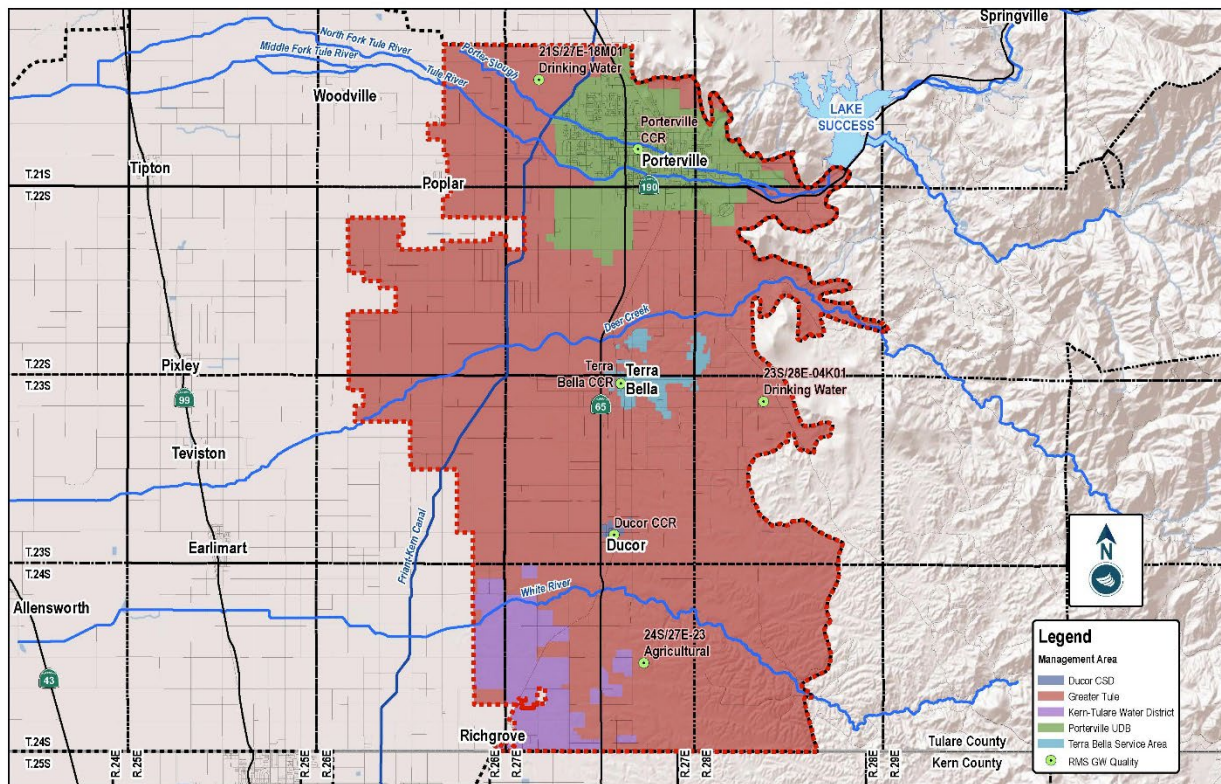 Springville
North Fork Tule River
Middle Fork Tule River
Porter Slough
21S/27E-18M01
Drinking Water
Tule River
Woodville
LAKE
SUCCESS
Porterville
CCR
Porterville
Tipton
Poplar
190
T.21S
T.22S
Deer Creek
Pixley
T.22S
T.23S
Terra
Bella CCR
Terra
Bella
23S/28E-04K01
Drinking Water
99
65
Teviston
Friant-Kern Canal
Ducor CCR
Ducor
Earlimart
T.23S
T.24S
White River
Allensworth
24S/27E-23
Agricultural
43
Richgrove
T.24S
T.25S
R.24E
R.25E
R.25E
R.26E
R.26E
R.27E
R.27E
R.28E
R.28E
R.29E
Tulare County
Kern County
N
Legend
Management Area
Ducor CSD
Greater Tule
Kern-Tulare Water District
Porterville UDB
Terra Bella Service Area
RMS GW Quality